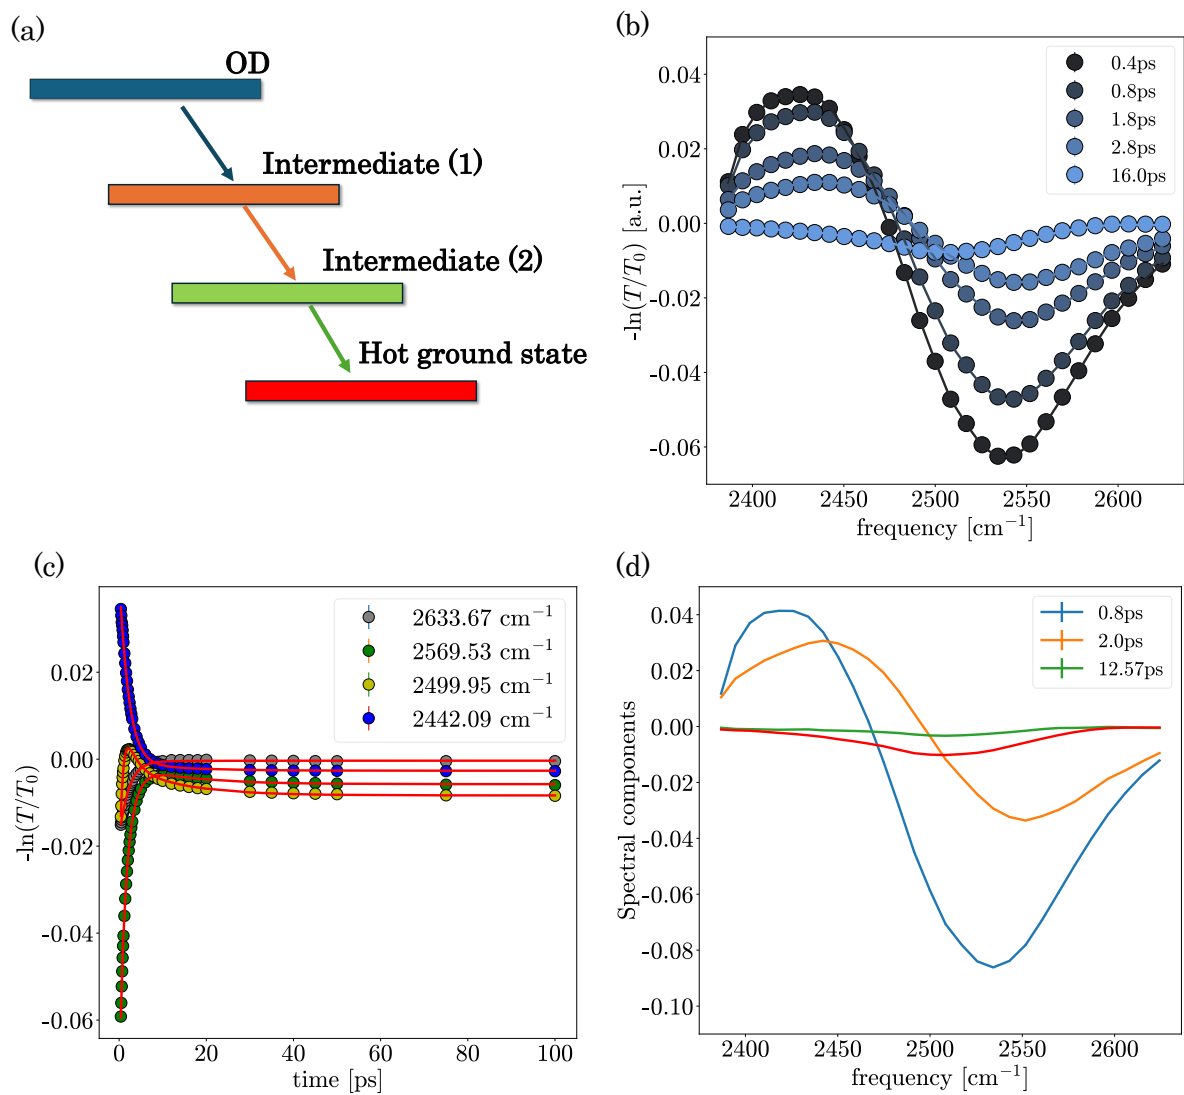 (a)
OD
Intermediate (1)
Intermediate (2)
Hot ground state
(b)
0.04
0.02
0.00
-0.02
-0.04
-0.06
-ln(T/T₀) [a.u.]
0.4ps
0.8ps
1.8ps
2.8ps
16.0ps
2400 2450 2500 2550 2600
frequency [cm⁻¹]
(c)
0.02
0.00
-0.02
-0.04
-0.06
-ln(T/T₀)
2633.67 cm⁻¹
2569.53 cm⁻¹
2499.95 cm⁻¹
2442.09 cm⁻¹
0 20 40 60 80 100
time [ps]
(d)
0.04
0.02
0.00
-0.02
-0.04
-0.06
-0.08
-0.10
Spectral components
0.8ps
2.0ps
12.57ps
2400 2450 2500 2550 2600
frequency [cm⁻¹]